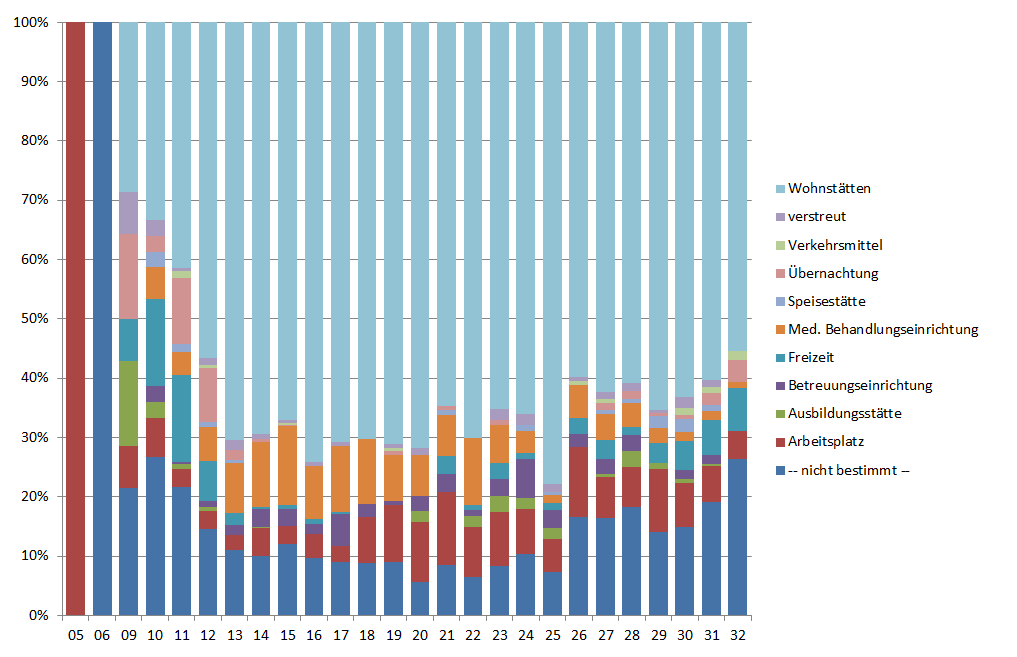 100%
90%
80%
70%
60%
50%
40%
30%
20%
10%
0%
05 06 09 10 11 12 13 14 15 16 17 18 19 20 21 22 23 24 25 26 27 28 29 30 31 32
Wohnstätten
verstreut
Verkehrsmittel
Übernachtung
Speisestätte
Med. Behandlungseinrichtung
Freizeit
Betreuungseinrichtung
Ausbildungsstätte
Arbeitsplatz
-- nicht bestimmt --